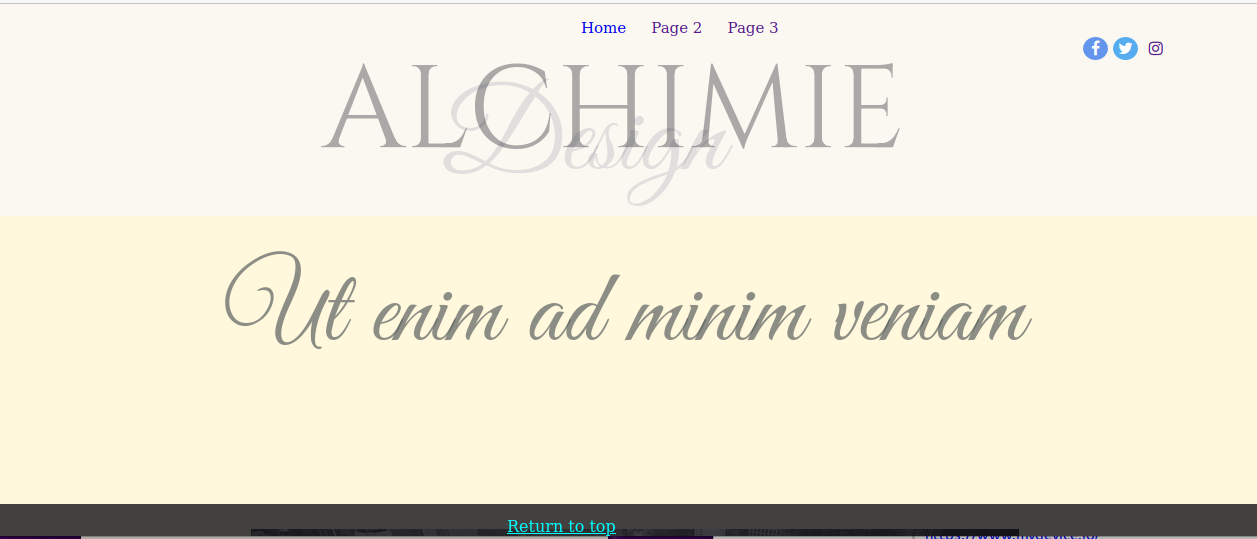 Home Page 2 Page 3
ALCHIMIE
Design
Ut enim ad minim veniam
Return to top